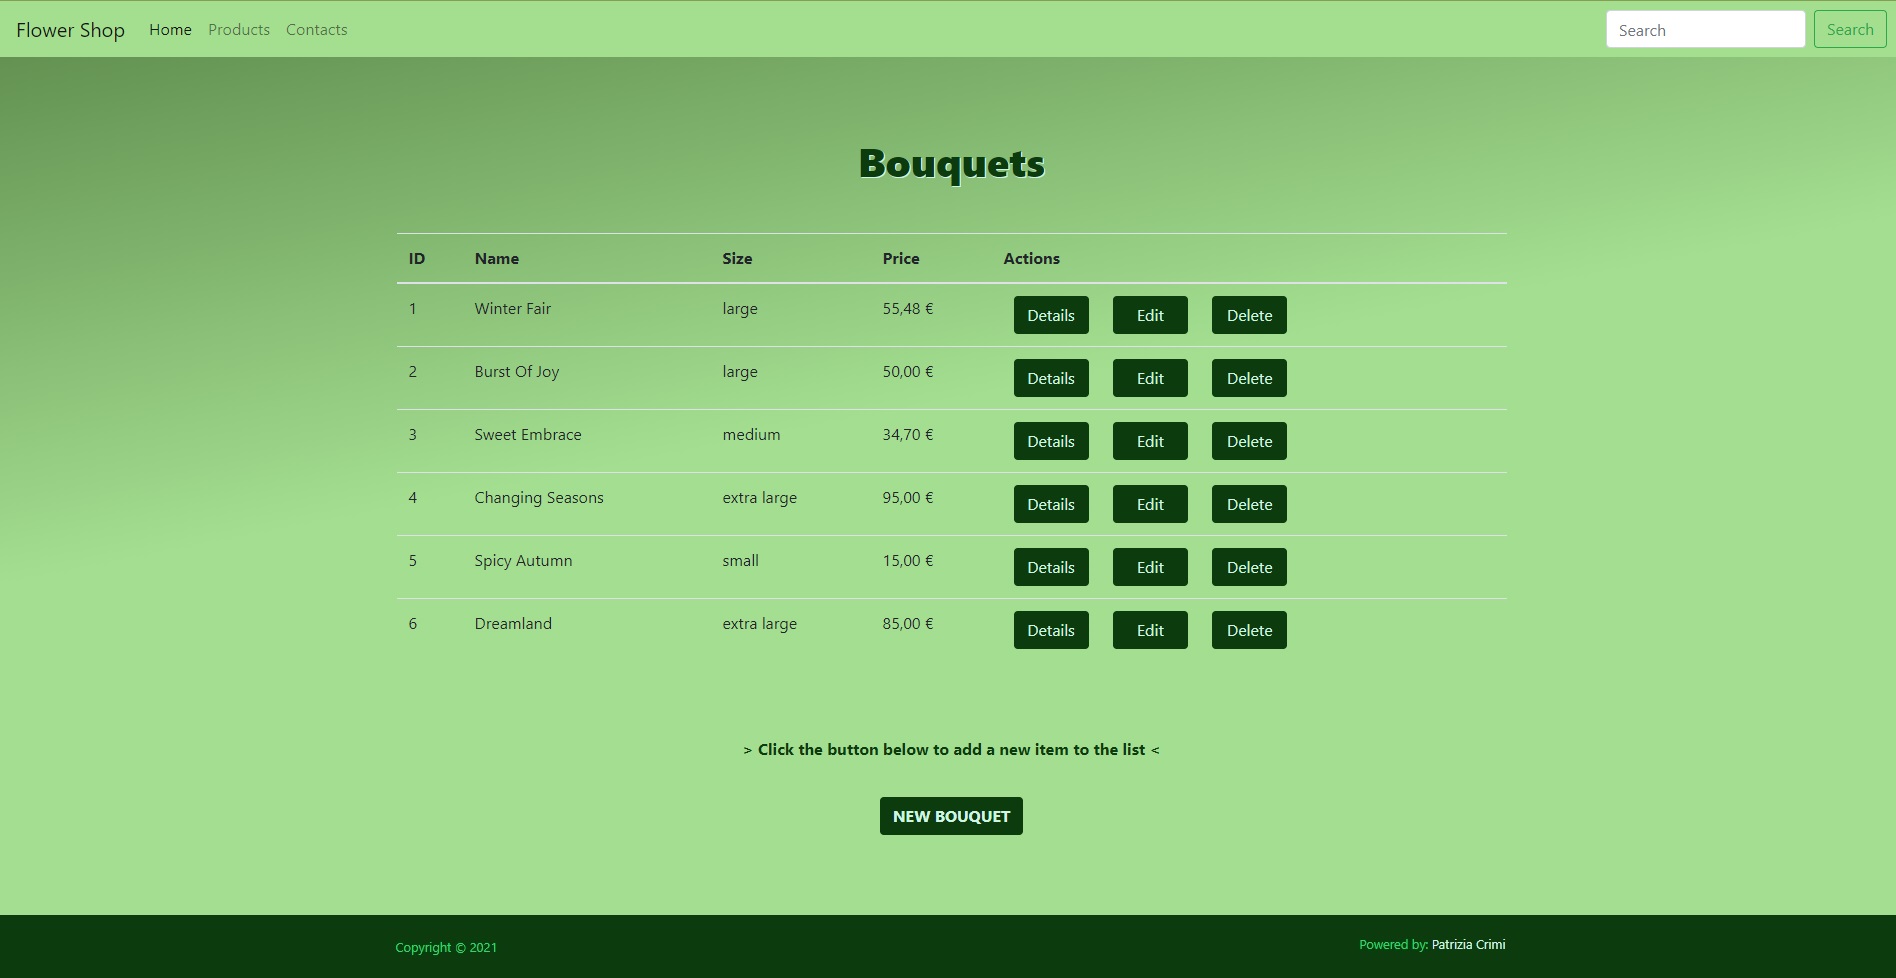 Flower Shop Home Products Contacts Search Search
Bouquets
ID Name Size Price Actions
1 Winter Fair large 55,48 € Details Edit Delete
2 Burst Of Joy large 50,00 € Details Edit Delete
3 Sweet Embrace medium 34,70 € Details Edit Delete
4 Changing Seasons extra large 95,00 € Details Edit Delete
5 Spicy Autumn small 15,00 € Details Edit Delete
6 Dreamland extra large 85,00 € Details Edit Delete
> Click the button below to add a new item to the list <
NEW BOUQUET
Copyright © 2021 Powered by: Patrizia Crimi